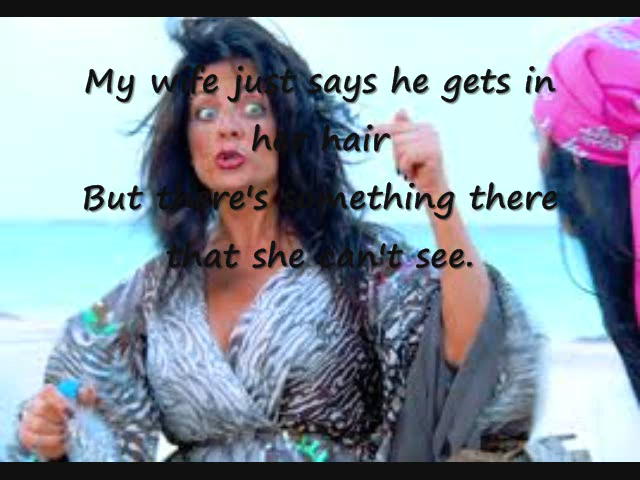 My wife just says he gets in
her hair
But there's something there
that she can't see.